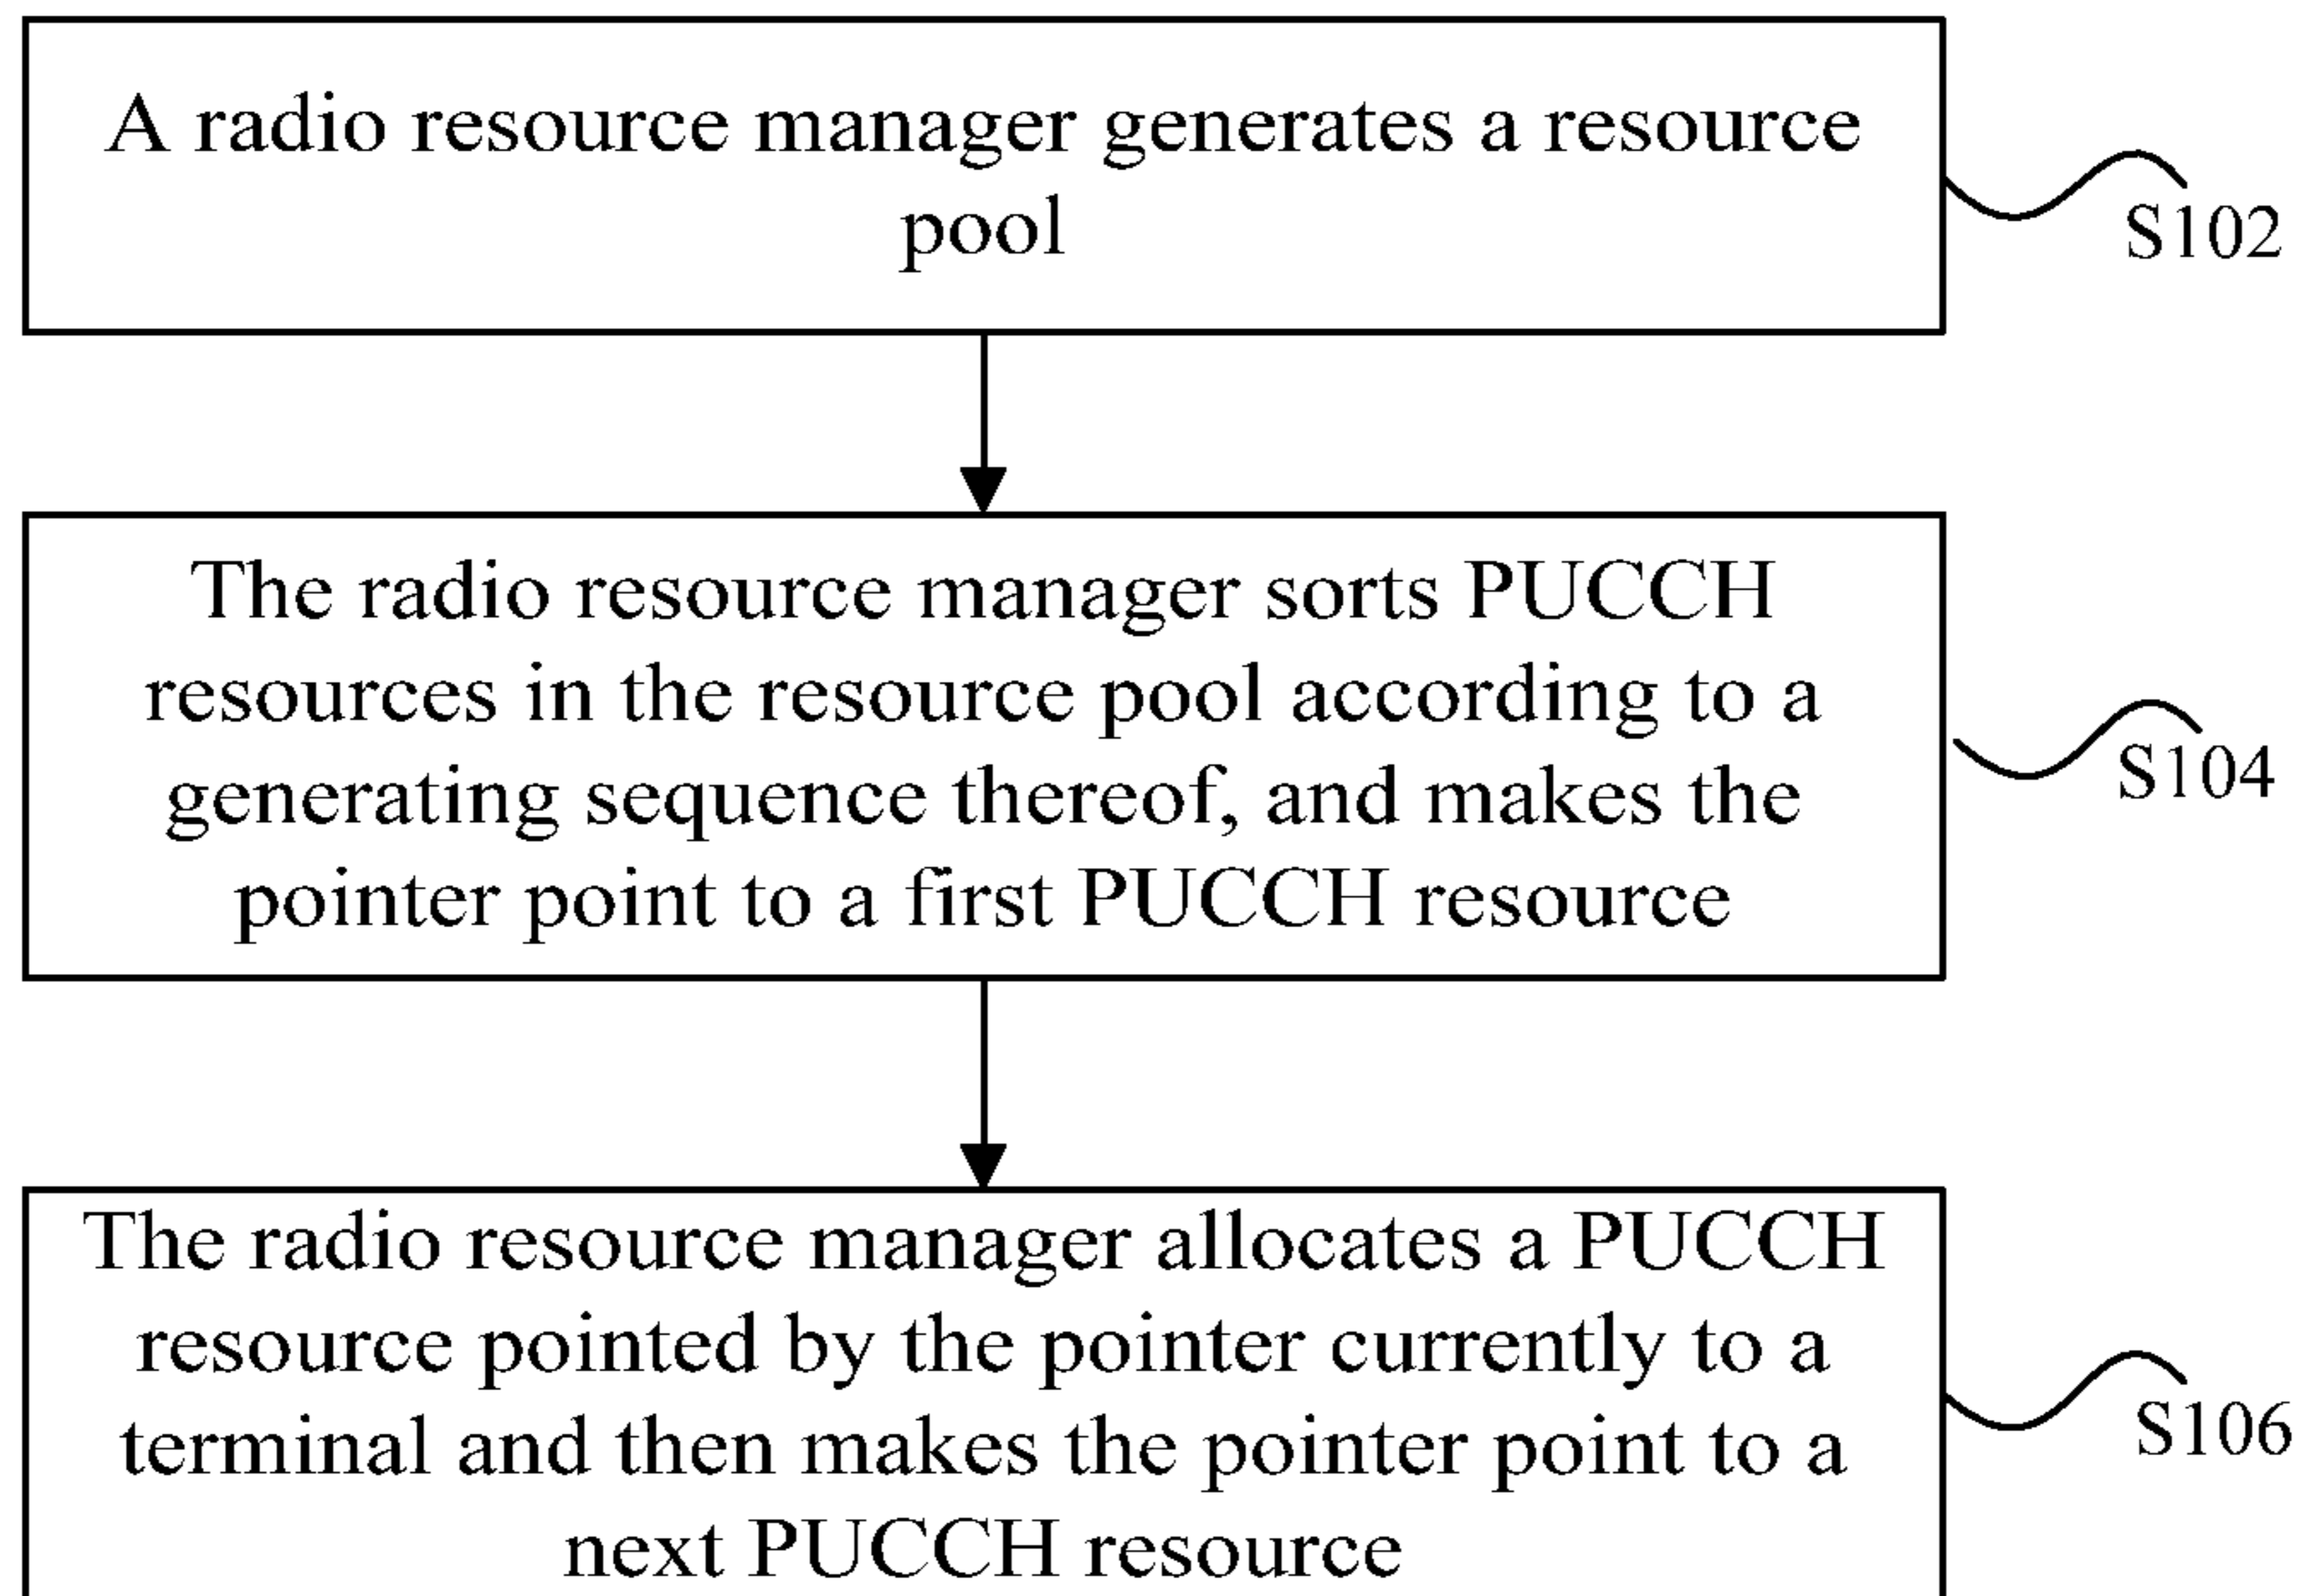 A radio resource manager generates a resource
pool
S102
The radio resource manager sorts PUCCH
resources in the resource pool according to a
generating sequence thereof, and makes the
pointer point to a first PUCCH resource
S104
The radio resource manager allocates a PUCCH
resource pointed by the pointer currently to a
terminal and then makes the pointer point to a
next PUCCH resource
S106